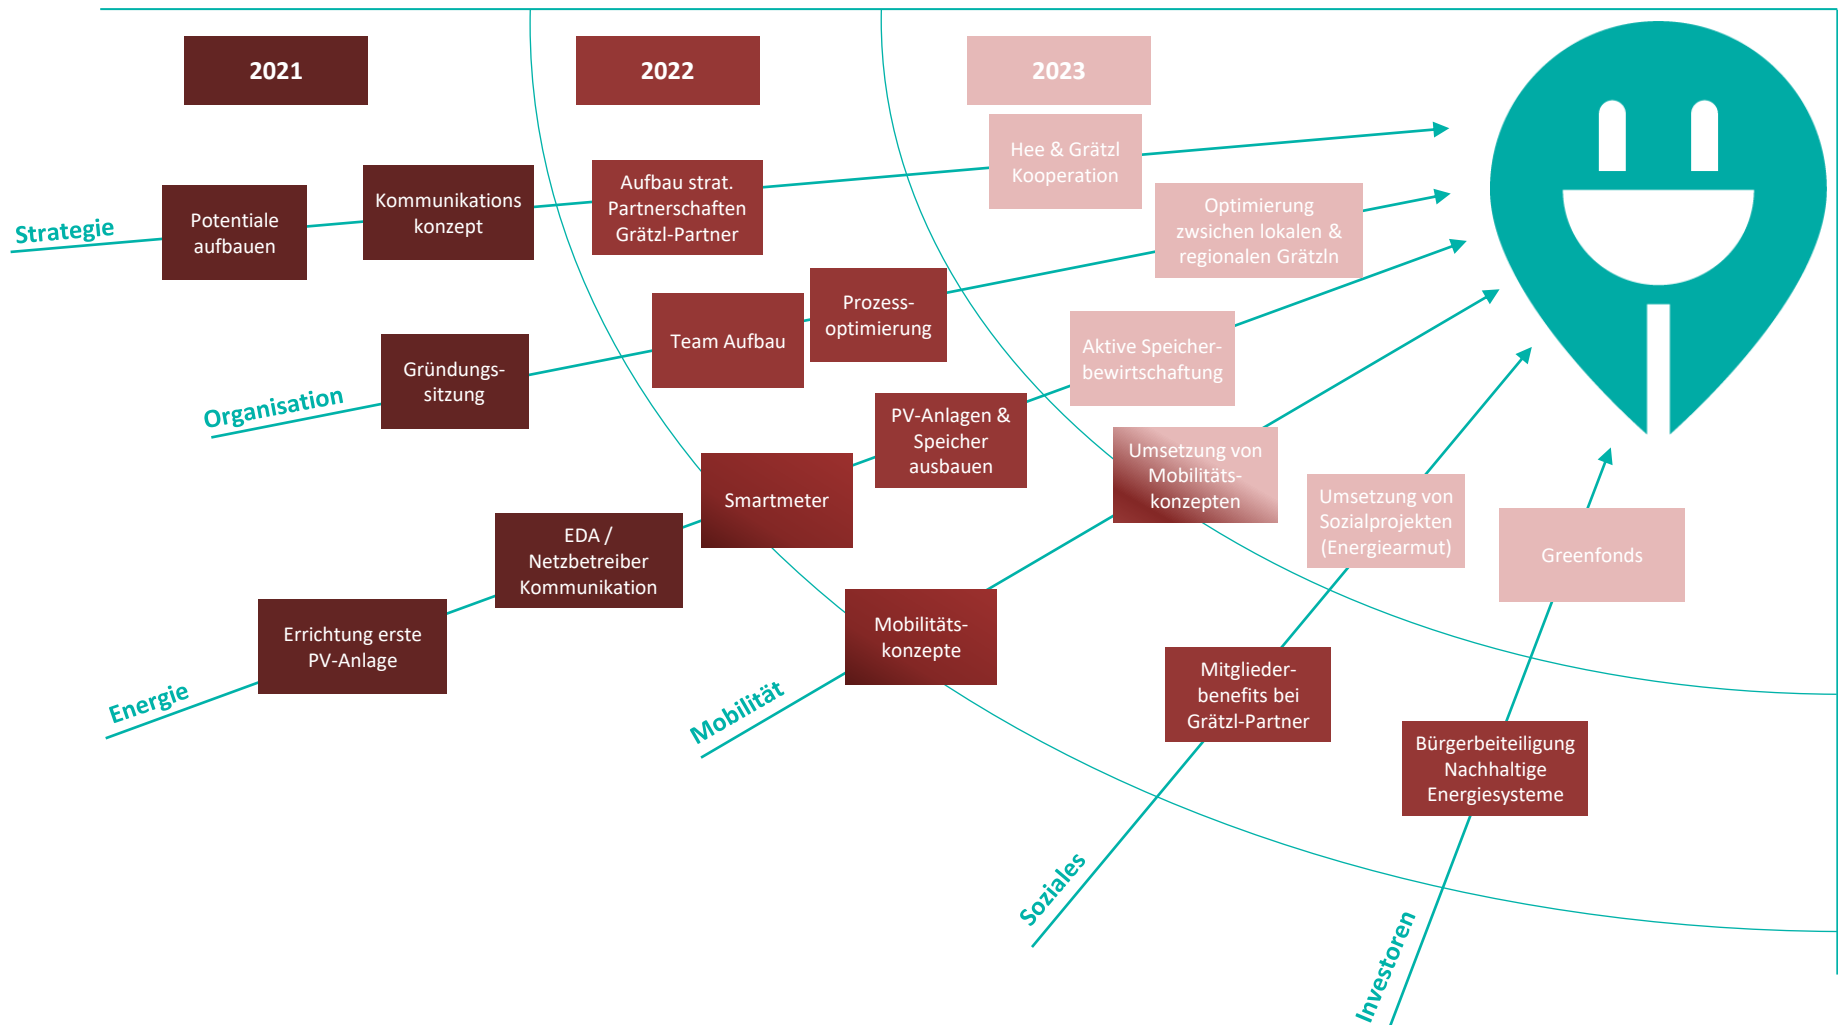 2021
2022
2023
Strategie
Potentiale
aufbauen
Kommunikations
konzept
Aufbau strat.
Partnerschaften
Grätzl-Partner
Hee & Grätzl
Kooperation
Organisation
Gründungs-
sitzung
Team Aufbau
Prozess-
optimierung
Optimierung
zwsichen lokalen &
regionalen Grätzln
Energie
Errichtung erste
PV-Anlage
EDA /
Netzbetreiber
Kommunikation
Smartmeter
PV-Anlagen &
Speicher
ausbauen
Aktive Speicher-
bewirtschaftung
Mobilität
Mobilitäts-
konzepte
Umsetzung von
Mobilitäts-
konzepten
Soziales
Mitglieder-
benefits bei
Grätzl-Partner
Umsetzung von
Sozialprojekten
(Energiearmut)
Investoren
Bürgerbeiteiligung
Nachhaltige
Energiesysteme
Greenfonds